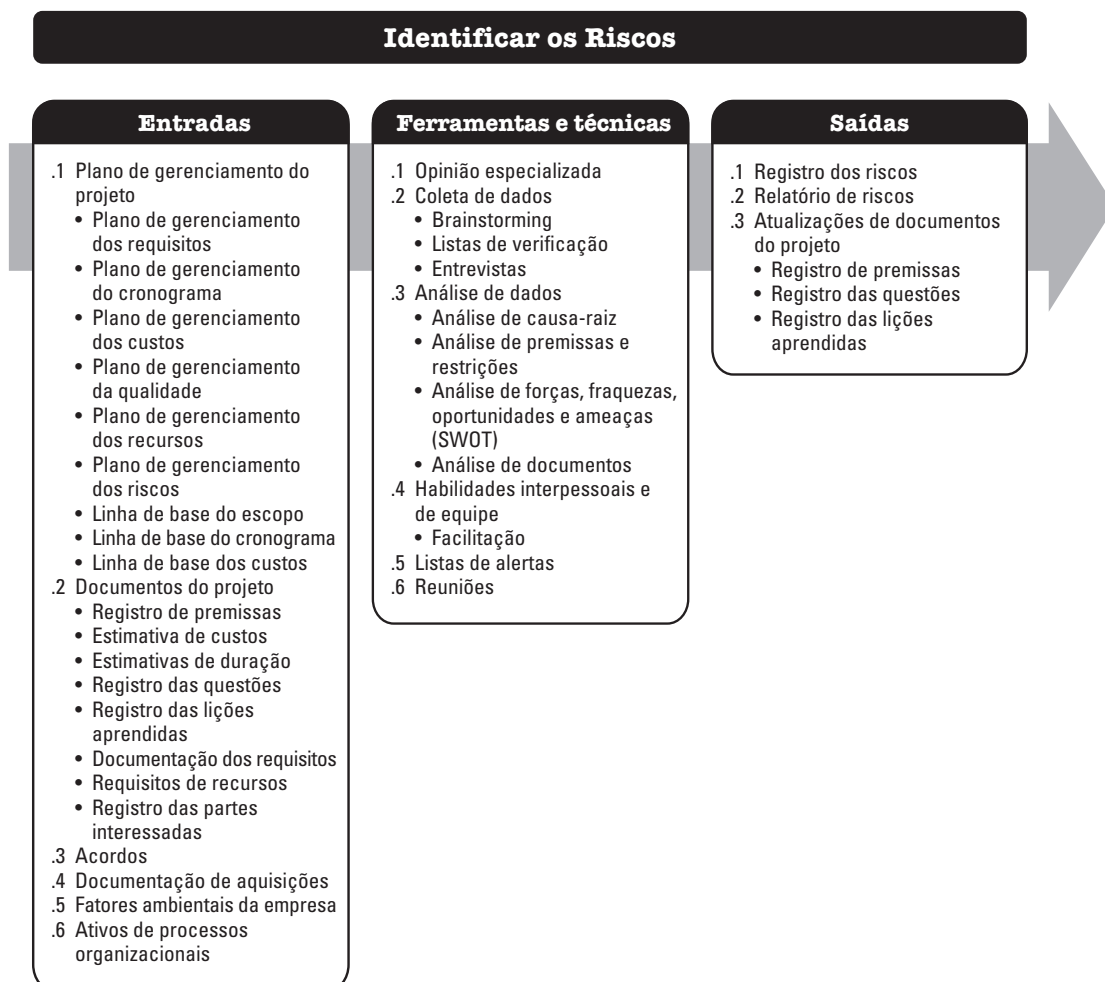 Identificar os Riscos
Entradas
.1 Plano de gerenciamento do
projeto
• Plano de gerenciamento
dos requisitos
• Plano de gerenciamento
do cronograma
• Plano de gerenciamento
dos custos
• Plano de gerenciamento
da qualidade
• Plano de gerenciamento
dos recursos
• Plano de gerenciamento
dos riscos
• Linha de base do escopo
• Linha de base do cronograma
• Linha de base dos custos
.2 Documentos do projeto
• Registro de premissas
• Estimativa de custos
• Estimativas de duração
• Registro das questões
• Registro das lições
aprendidas
• Documentação dos requisitos
• Requisitos de recursos
• Registro das partes
interessadas
.3 Acordos
.4 Documentação de aquisições
.5 Fatores ambientais da empresa
.6 Ativos de processos
organizacionais
Ferramentas e técnicas
.1 Opinião especializada
.2 Coleta de dados
• Brainstorming
• Listas de verificação
• Entrevistas
.3 Análise de dados
• Análise de causa-raiz
• Análise de premissas e
restrições
• Análise de forças, fraquezas,
oportunidades e ameaças
(SWOT)
• Análise de documentos
.4 Habilidades interpessoais e
de equipe
• Facilitação
.5 Listas de alertas
.6 Reuniões
Saídas
.1 Registro dos riscos
.2 Relatório de riscos
.3 Atualizações de documentos
do projeto
• Registro de premissas
• Registro das questões
• Registro das lições
aprendidas